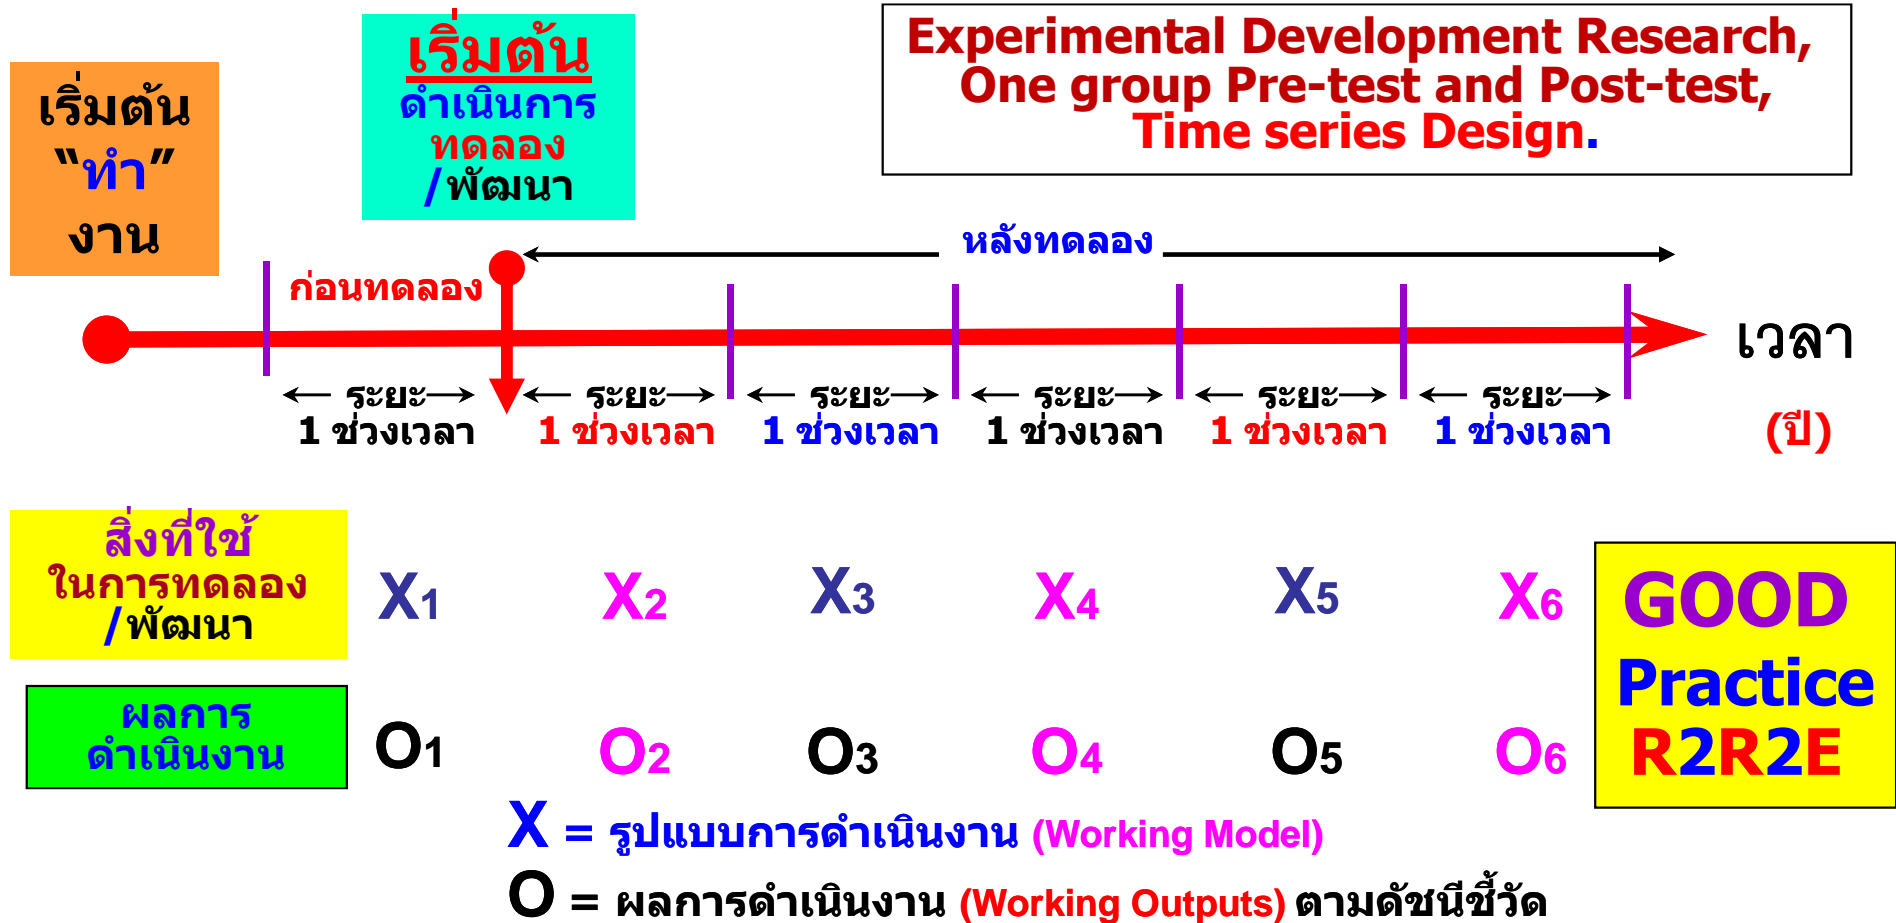 เริ่มต้น
“ทำ”
งาน
เริ่มต้น
ดำเนินการ
ทดลอง
/พัฒนา
Experimental Development Research,
One group Pre-test and Post-test,
Time series Design.
ก่อนทดลอง
หลังทดลอง
เวลา
(ปี)
ระยะ
1 ช่วงเวลา
ระยะ
1 ช่วงเวลา
ระยะ
1 ช่วงเวลา
ระยะ
1 ช่วงเวลา
ระยะ
1 ช่วงเวลา
ระยะ
1 ช่วงเวลา
สิ่งที่ใช้
ในการทดลอง
/พัฒนา
X1 X2 X3 X4 X5 X6
ผลการ
ดำเนินงาน
O1 O2 O3 O4 O5 O6
GOOD
Practice
R2R2E
X = รูปแบบการดำเนินงาน (Working Model)
O = ผลการดำเนินงาน (Working Outputs) ตามดัชนีชี้วัด